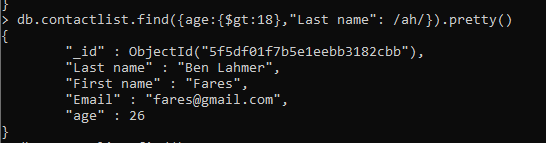 }
> db.contactlist.find({age:{$gt:18},"Last name": /ah/}).pretty()
{
"_id" : ObjectId("5f5df01f7b5e1eebb3182cbb"),
"Last name" : "Ben Lahmer",
"First name" : "Fares",
"Email" : "fares@gmail.com",
"age" : 26
}